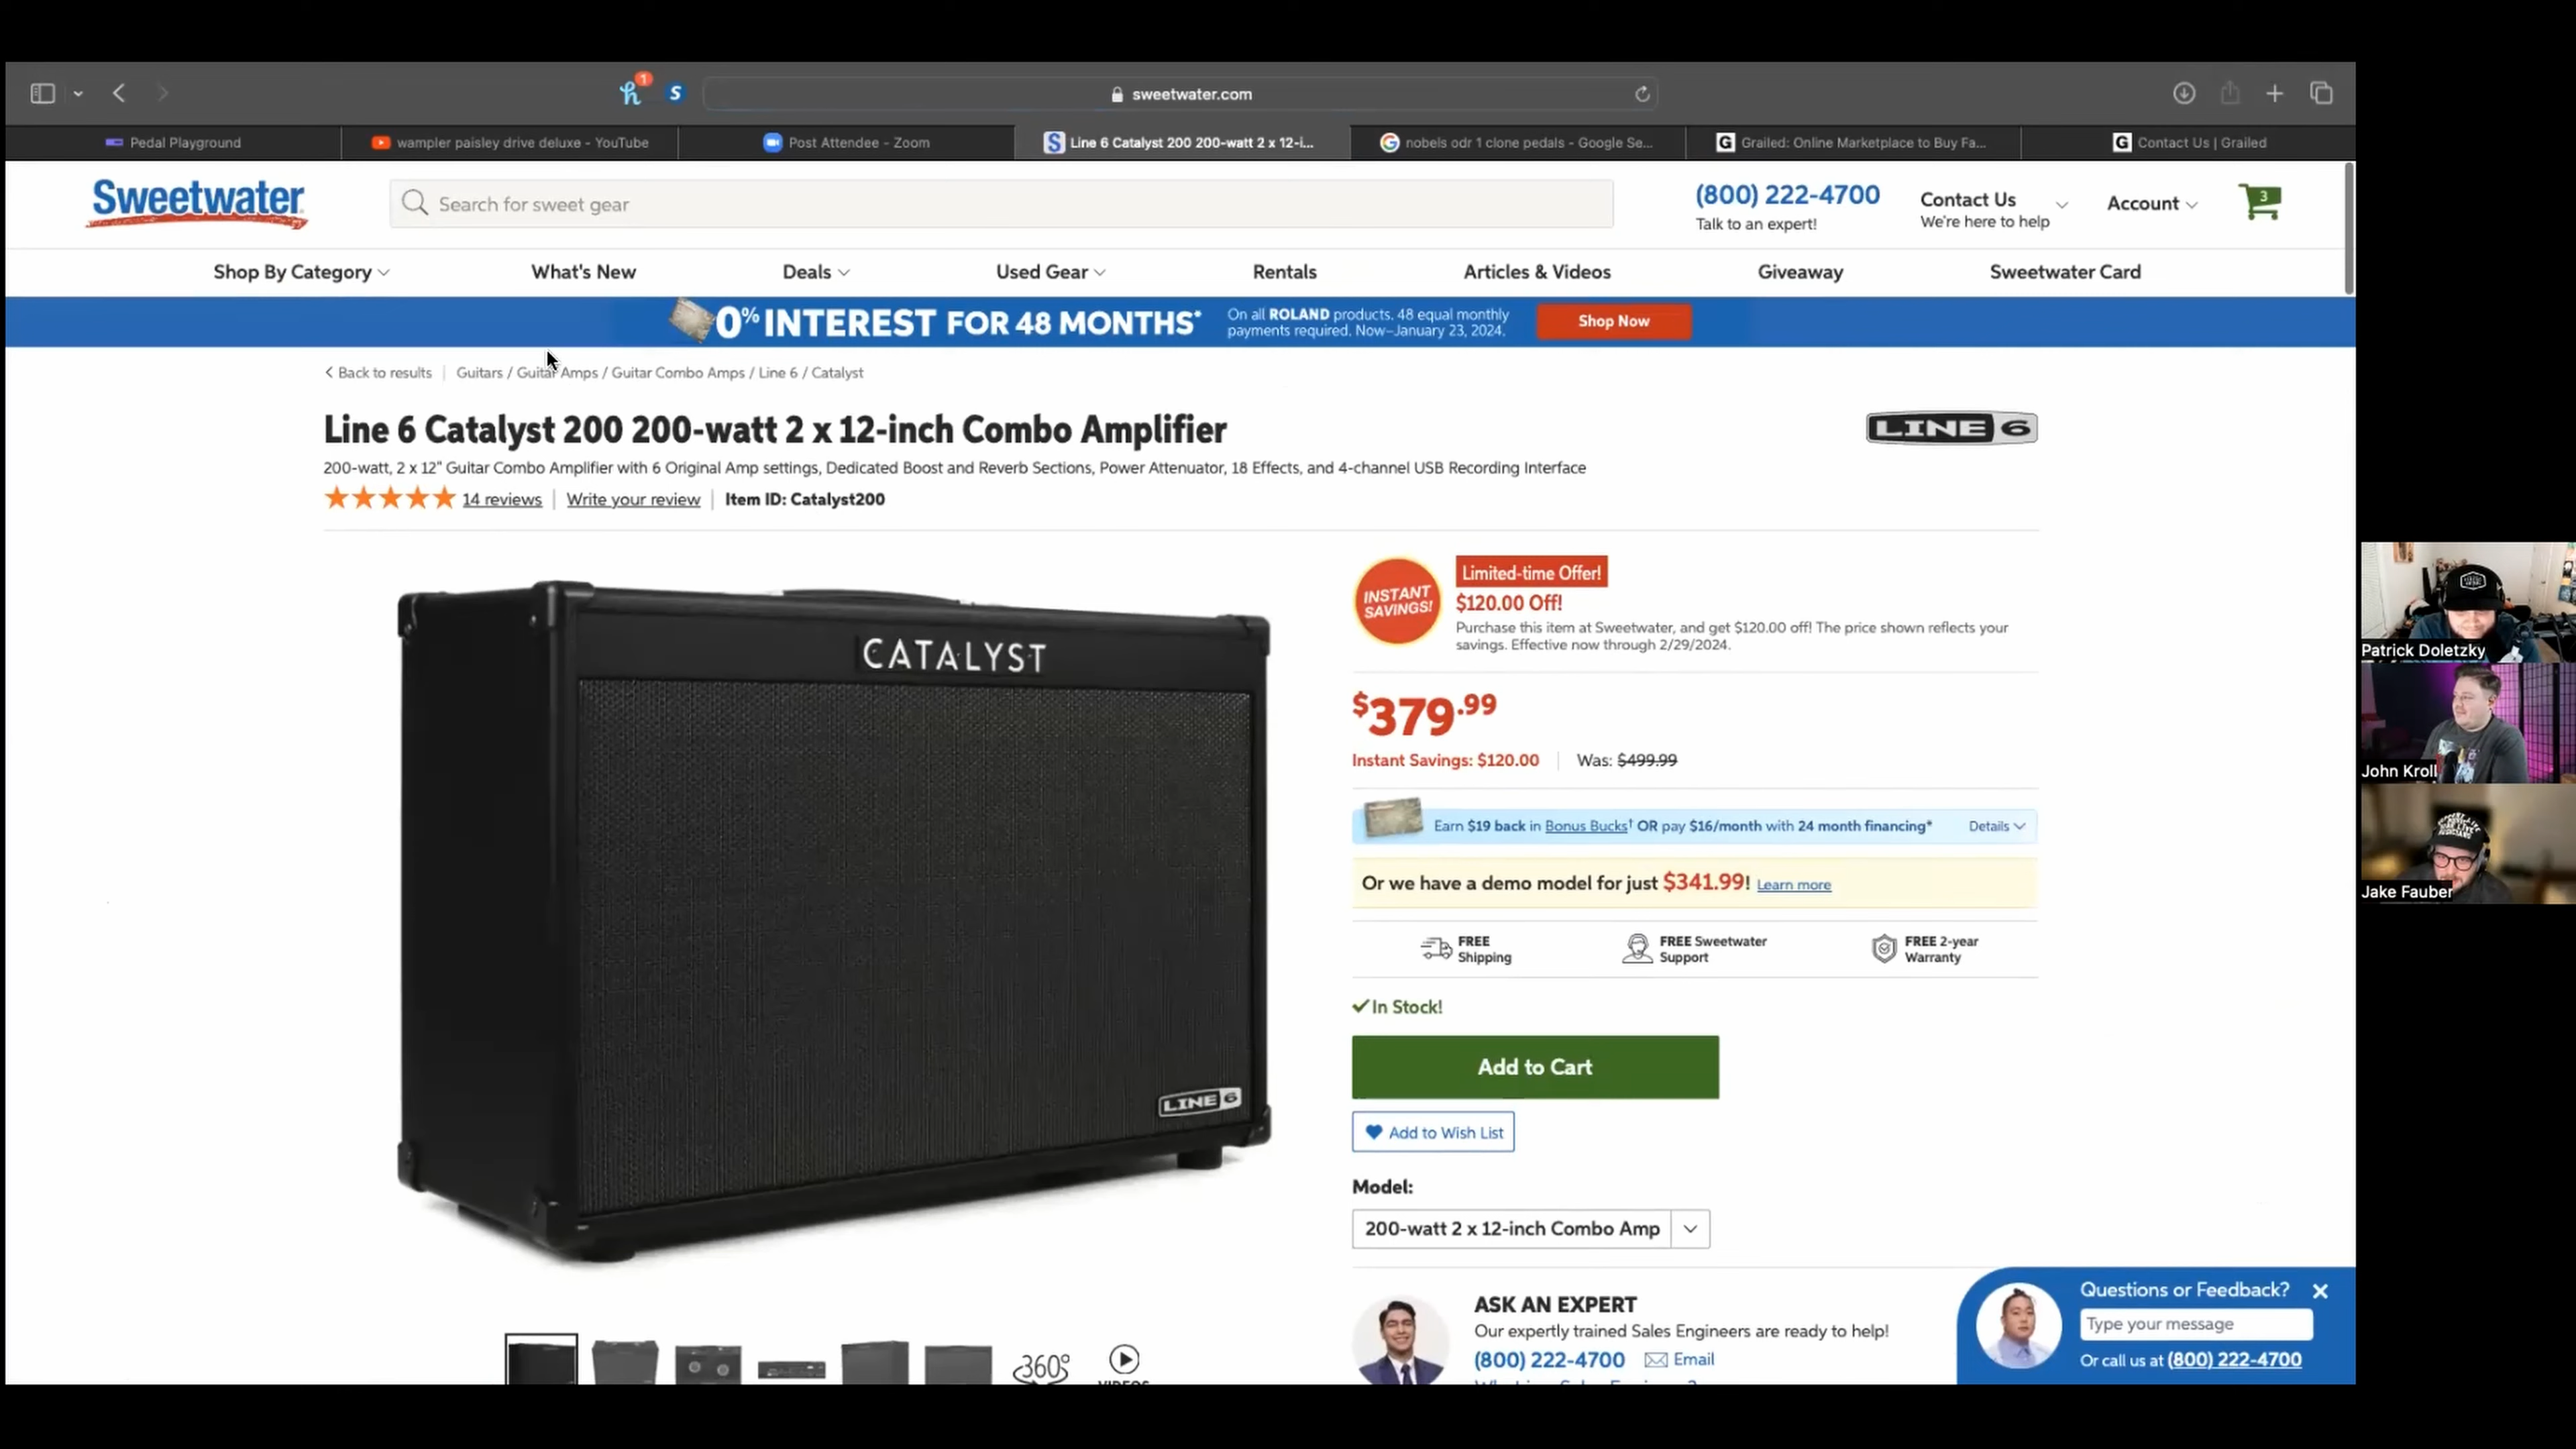 1
sweetwater.com
Pedal Playground
wampler paisley drive deluxe - YouTube
Post Attendee - Zoom
Line 6 Catalyst 200 200-watt 2 x 12-i...
nobels odr 1 clone pedals - Google Se...
Grailed: Online Marketplace to Buy Fa...
Contact Us | Grailed
Sweetwater
Search for sweet gear
(800) 222-4700
Talk to an expert!
Contact Us
We're here to help
Account
3
Shop By Category
What's New
Deals
Used Gear
Rentals
Articles & Videos
Giveaway
Sweetwater Card
0% INTEREST FOR 48 MONTHS*
On all ROLAND products. 48 equal monthly
payments required. Now–January 23, 2024.
Shop Now
Back to results
Guitars / Guitar Amps / Guitar Combo Amps / Line 6 / Catalyst
Line 6 Catalyst 200 200-watt 2 x 12-inch Combo Amplifier
LINE 6
200-watt, 2 x 12" Guitar Combo Amplifier with 6 Original Amp settings, Dedicated Boost and Reverb Sections, Power Attenuator, 18 Effects, and 4-channel USB Recording Interface
14 reviews
Write your review
Item ID: Catalyst200
CATALYST
LINE 6
INSTANT
SAVINGS!
Limited-time Offer!
$120.00 Off!
Purchase this item at Sweetwater, and get $120.00 off! The price shown reflects your
savings. Effective now through 2/29/2024.
$379.99
Instant Savings: $120.00
Was: $499.99
Earn $19 back in Bonus Bucks† OR pay $16/month with 24 month financing*
Details
Or we have a demo model for just $341.99! Learn more
FREE
Shipping
FREE Sweetwater
Support
FREE 2-year
Warranty
In Stock!
Add to Cart
Add to Wish List
Model:
200-watt 2 x 12-inch Combo Amp
ASK AN EXPERT
Our expertly trained Sales Engineers are ready to help!
(800) 222-4700
Email
360°
VIDEOS
Questions or Feedback?
Type your message
Or call us at (800) 222-4700
Patrick Doletzky
John Kroll
Jake Fauber